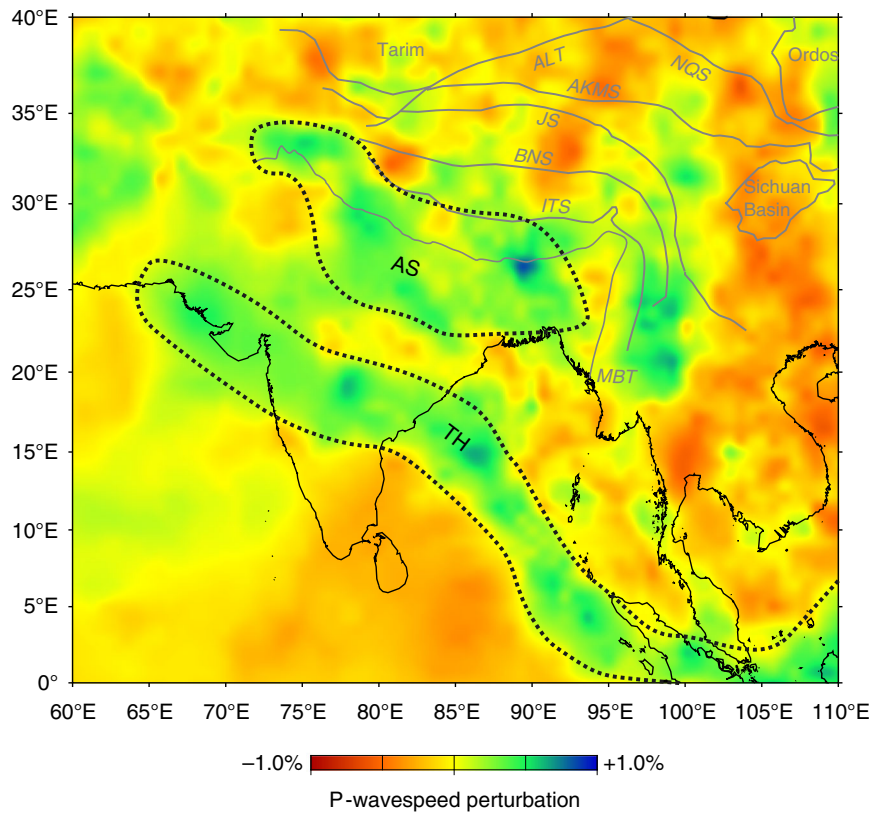 40°E
Tarim
ALT
NQS
Ordos
35°E
AKMS
JS
BNS
Sichuan
Basin
30°E
ITS
AS
25°E
20°E
MBT
TH
15°E
10°E
5°E
0°
60°E 65°E 70°E 75°E 80°E 85°E 90°E 95°E 100°E 105°E 110°E
–1.0% +1.0%
P-wavespeed perturbation